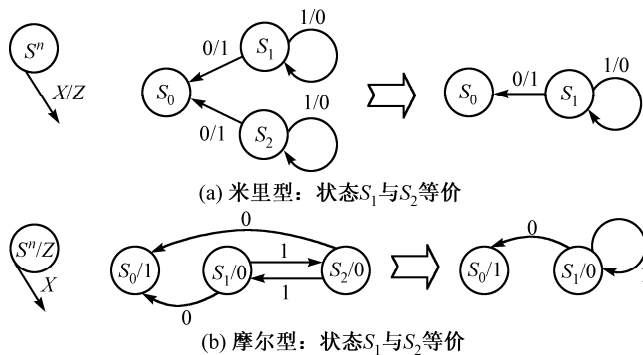 Sⁿ
X/Z
S₀
0/1
S₁
1/0
0/1
S₂
1/0
S₀
0/1
S₁
1/0
(a) 米里型：状态S₁与S₂等价
Sⁿ/Z
X
0
S₀/1
S₁/0
1
1
S₂/0
0
0
S₀/1
S₁/0
(b) 摩尔型：状态S₁与S₂等价